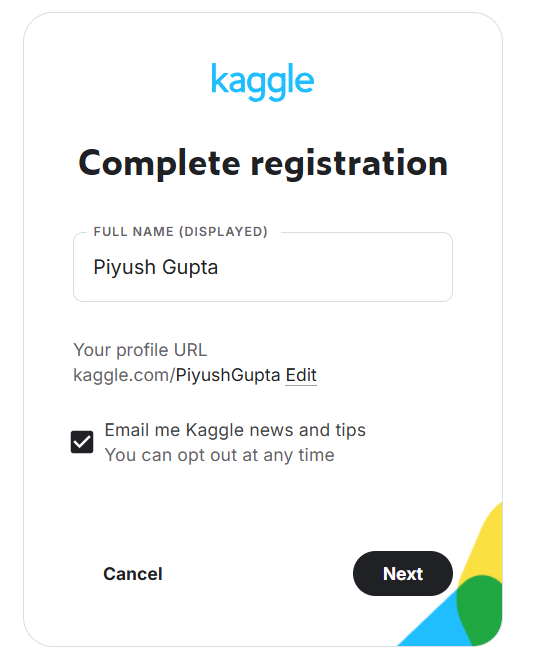 kaggle
Complete registration
FULL NAME (DISPLAYED)
Piyush Gupta
Your profile URL
kaggle.com/PiyushGupta Edit
Email me Kaggle news and tips
You can opt out at any time
Cancel Next